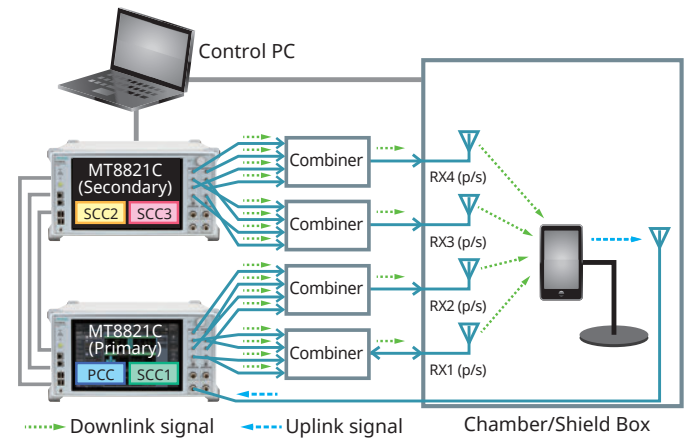 Control PC
MT8821C
(Secondary)
SCC2
SCC3
Combiner
RX4 (p/s)
Combiner
RX3 (p/s)
Combiner
RX2 (p/s)
MT8821C
(Primary)
PCC
SCC1
Combiner
RX1 (p/s)
Downlink signal
Uplink signal
Chamber/Shield Box